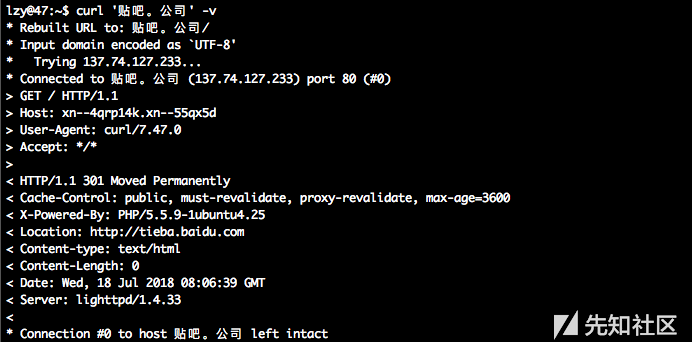 lzy@47:~$ curl '贴吧。公司' -v
* Rebuilt URL to: 贴吧。公司/
* Input domain encoded as `UTF-8'
*   Trying 137.74.127.233...
* Connected to 贴吧。公司 (137.74.127.233) port 80 (#0)
> GET / HTTP/1.1
> Host: xn--4qrp14k.xn--55qx5d
> User-Agent: curl/7.47.0
> Accept: */*
>
< HTTP/1.1 301 Moved Permanently
< Cache-Control: public, must-revalidate, proxy-revalidate, max-age=3600
< X-Powered-By: PHP/5.5.9-1ubuntu4.25
< Location: http://tieba.baidu.com
< Content-type: text/html
< Content-Length: 0
< Date: Wed, 18 Jul 2018 08:06:39 GMT
< Server: lighttpd/1.4.33
<
* Connection #0 to host 贴吧。公司 left intact
先知社区